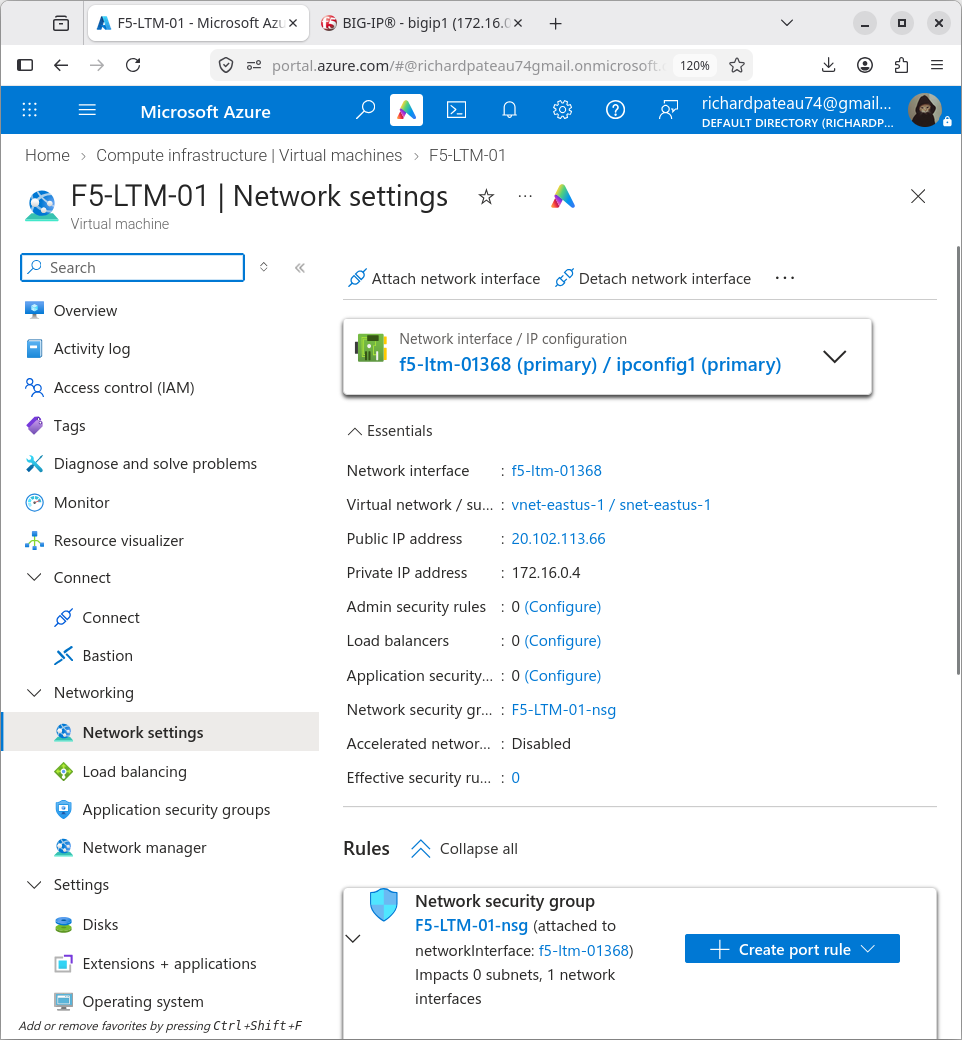 F5-LTM-01 - Microsoft Azu
BIG-IP® - bigip1 (172.16.0
portal.azure.com/#@richardpateau74gmail.onmicrosoft.c
120%
Microsoft Azure
richardpateau74@gmail...
DEFAULT DIRECTORY (RICHARDP...
Home > Compute infrastructure | Virtual machines > F5-LTM-01
F5-LTM-01 | Network settings
Virtual machine
Search
Overview
Activity log
Access control (IAM)
Tags
Diagnose and solve problems
Monitor
Resource visualizer
Connect
Connect
Bastion
Networking
Network settings
Load balancing
Application security groups
Network manager
Settings
Disks
Extensions + applications
Operating system
Add or remove favorites by pressing Ctrl+Shift+F
Attach network interface
Detach network interface
Network interface / IP configuration
f5-ltm-01368 (primary) / ipconfig1 (primary)
Essentials
Network interface : f5-ltm-01368
Virtual network / su... : vnet-eastus-1 / snet-eastus-1
Public IP address : 20.102.113.66
Private IP address : 172.16.0.4
Admin security rules : 0 (Configure)
Load balancers : 0 (Configure)
Application security... : 0 (Configure)
Network security gr... : F5-LTM-01-nsg
Accelerated networ... : Disabled
Effective security ru... : 0
Rules
Collapse all
Network security group
F5-LTM-01-nsg (attached to
networkInterface: f5-ltm-01368)
Impacts 0 subnets, 1 network
interfaces
Create port rule